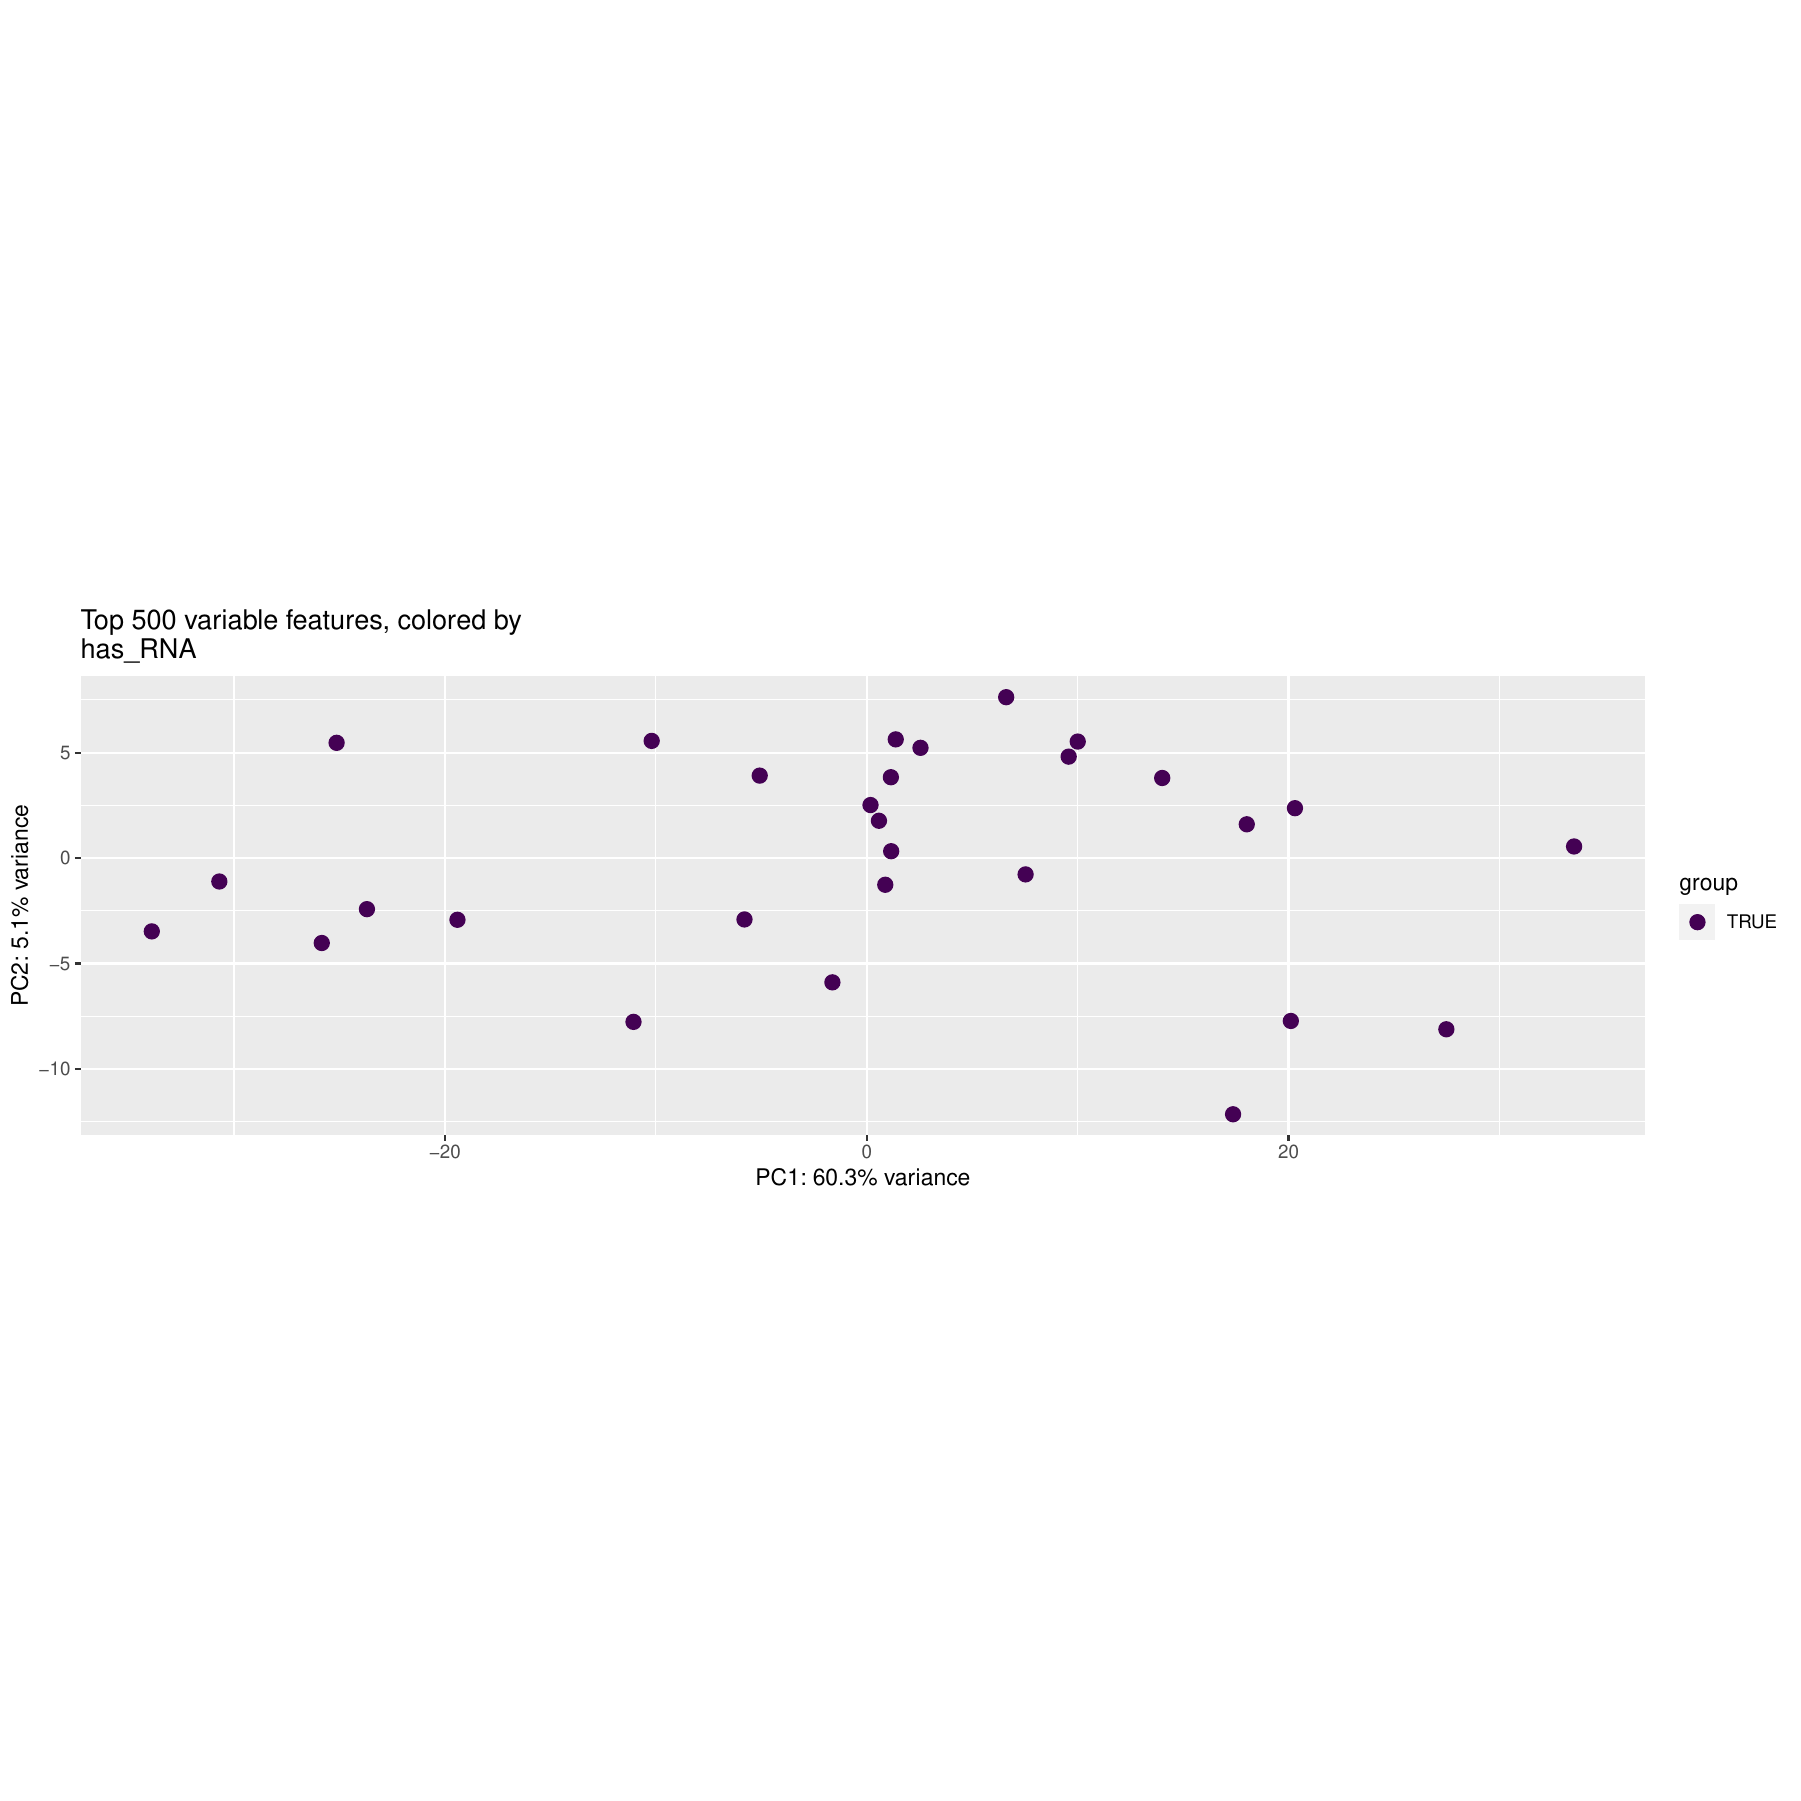 Top 500 variable features, colored by
has_RNA
5
0
−5
−10
PC2: 5.1% variance
−20
0
20
PC1: 60.3% variance
group
TRUE